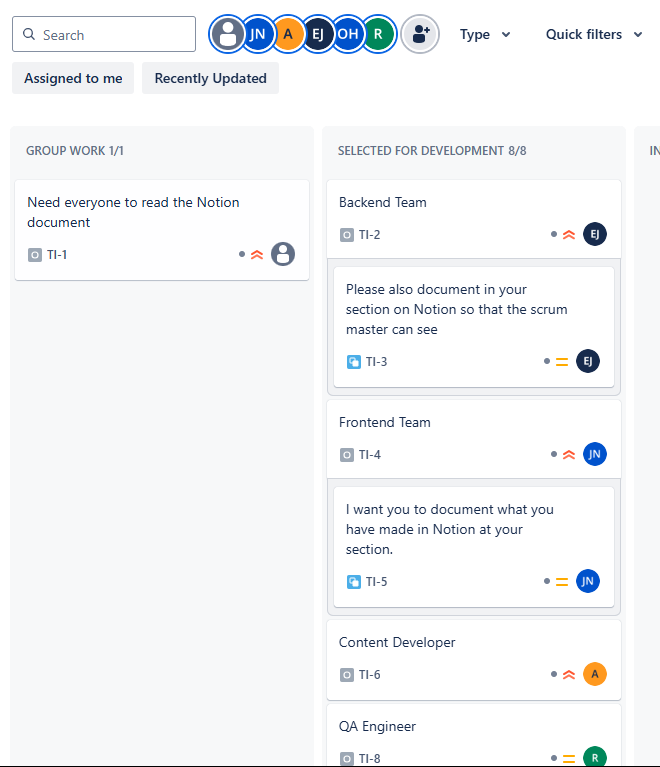 Search
JN A EJ OH R
Type
Quick filters
Assigned to me
Recently Updated
GROUP WORK 1/1
Need everyone to read the Notion
document
TI-1
SELECTED FOR DEVELOPMENT 8/8
Backend Team
TI-2
EJ
Please also document in your
section on Notion so that the scrum
master can see
TI-3
EJ
Frontend Team
TI-4
JN
I want you to document what you
have made in Notion at your
section.
TI-5
JN
Content Developer
TI-6
A
QA Engineer
TI-8
R
IN